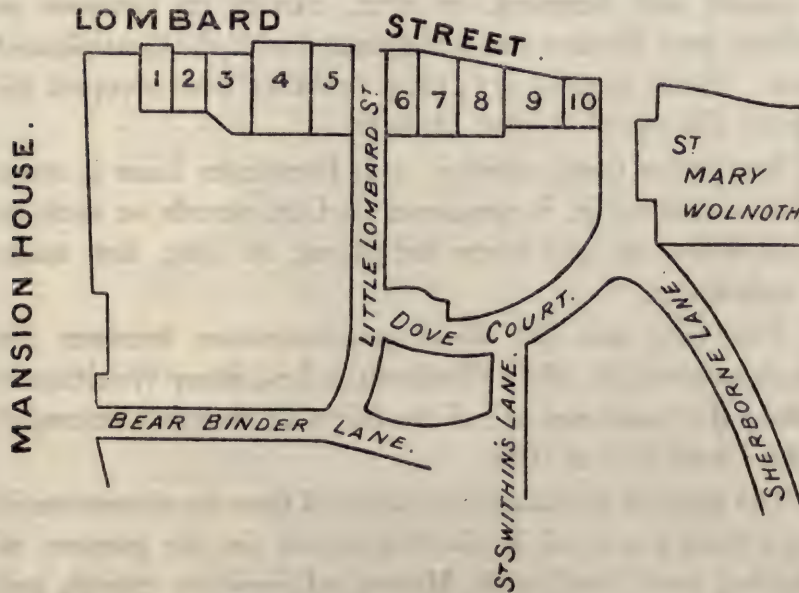 LOMBARD STREET.
1 2 3 4 5 6 7 8 9 10
MANSION HOUSE.
LITTLE LOMBARD ST
ST
MARY
WOLNOTH
DOVE COURT.
BEAR BINDER LANE.
ST SWITHIN'S LANE.
SHERBORNE LANE